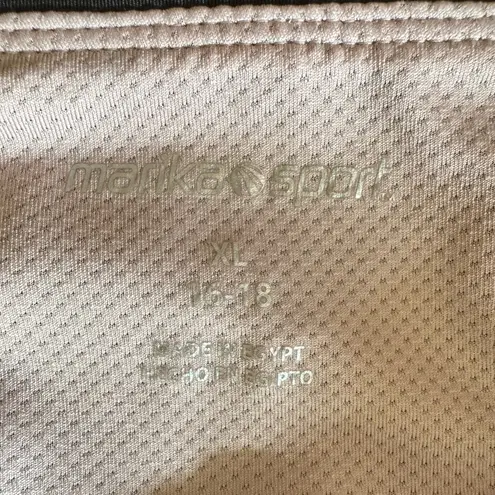 marika sport
XL
16-18
MADE IN EGYPT
HECHO EN EGIPTO